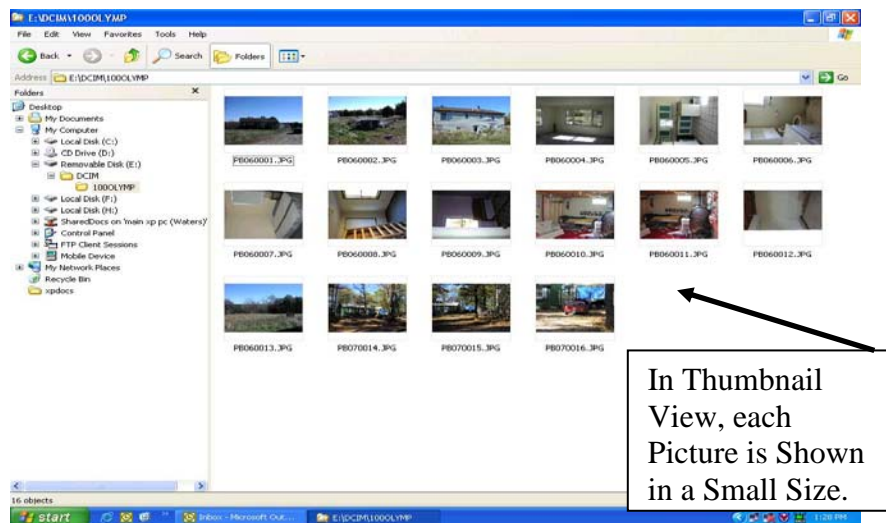 E:\DCIM\100OLYMP
File Edit View Favorites Tools Help
Back Search Folders
Address E:\DCIM\100OLYMP Go
Folders
Desktop
My Documents
My Computer
Local Disk (C:)
CD Drive (D:)
Removable Disk (E:)
DCIM
100OLYMP
Local Disk (F:)
Local Disk (H:)
SharedDocs on 'main xp pc (Waters)'
Control Panel
FTP Client Sessions
Mobile Device
My Network Places
Recycle Bin
xpdocs
PB060001.JPG PB060002.JPG PB060003.JPG PB060004.JPG PB060005.JPG PB060006.JPG
PB060007.JPG PB060008.JPG PB060009.JPG PB060010.JPG PB060011.JPG PB060012.JPG
PB060013.JPG PB070014.JPG PB070015.JPG PB070016.JPG
In Thumbnail
View, each
Picture is Shown
in a Small Size.
16 objects
start Inbox - Microsoft Out... E:\DCIM\100OLYMP 1:20 PM